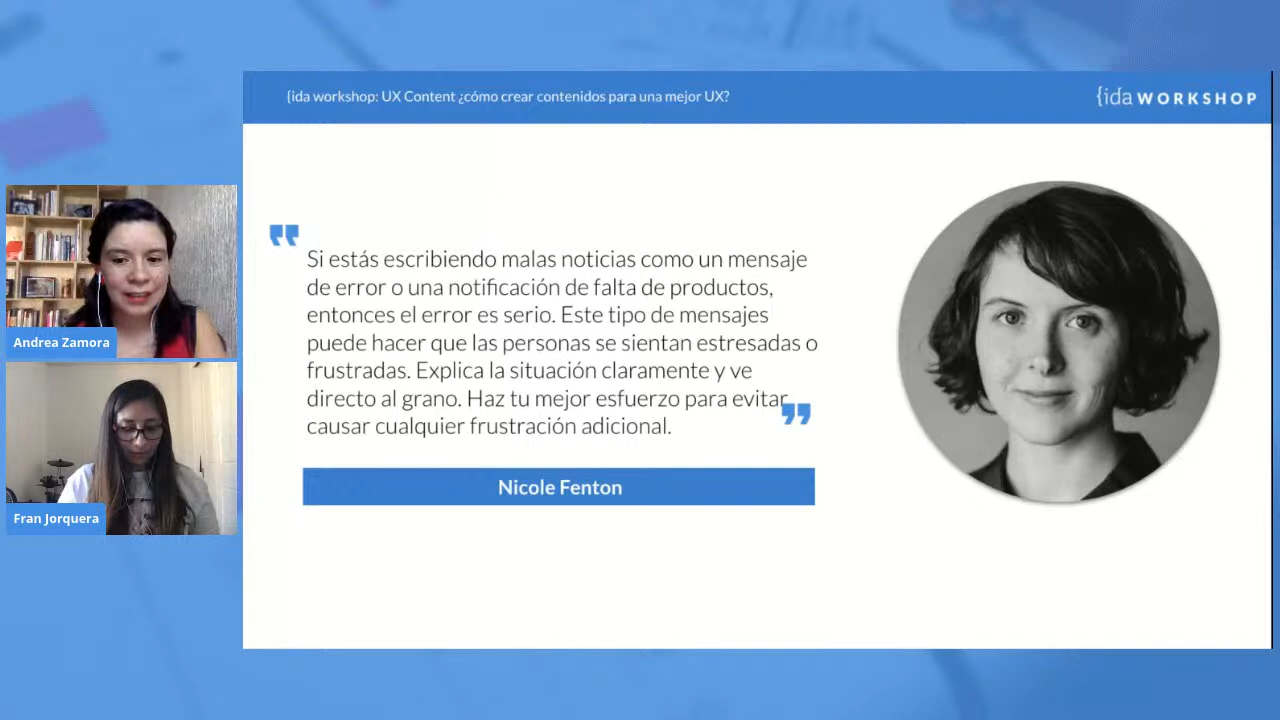 {ida workshop: UX Content ¿cómo crear contenidos para una mejor UX?
{ida WORKSHOP
Si estás escribiendo malas noticias como un mensaje
de error o una notificación de falta de productos,
entonces el error es serio. Este tipo de mensajes
puede hacer que las personas se sientan estresadas o
frustradas. Explica la situación claramente y ve
directo al grano. Haz tu mejor esfuerzo para evitar
causar cualquier frustración adicional.
Nicole Fenton
Andrea Zamora
Fran Jorquera